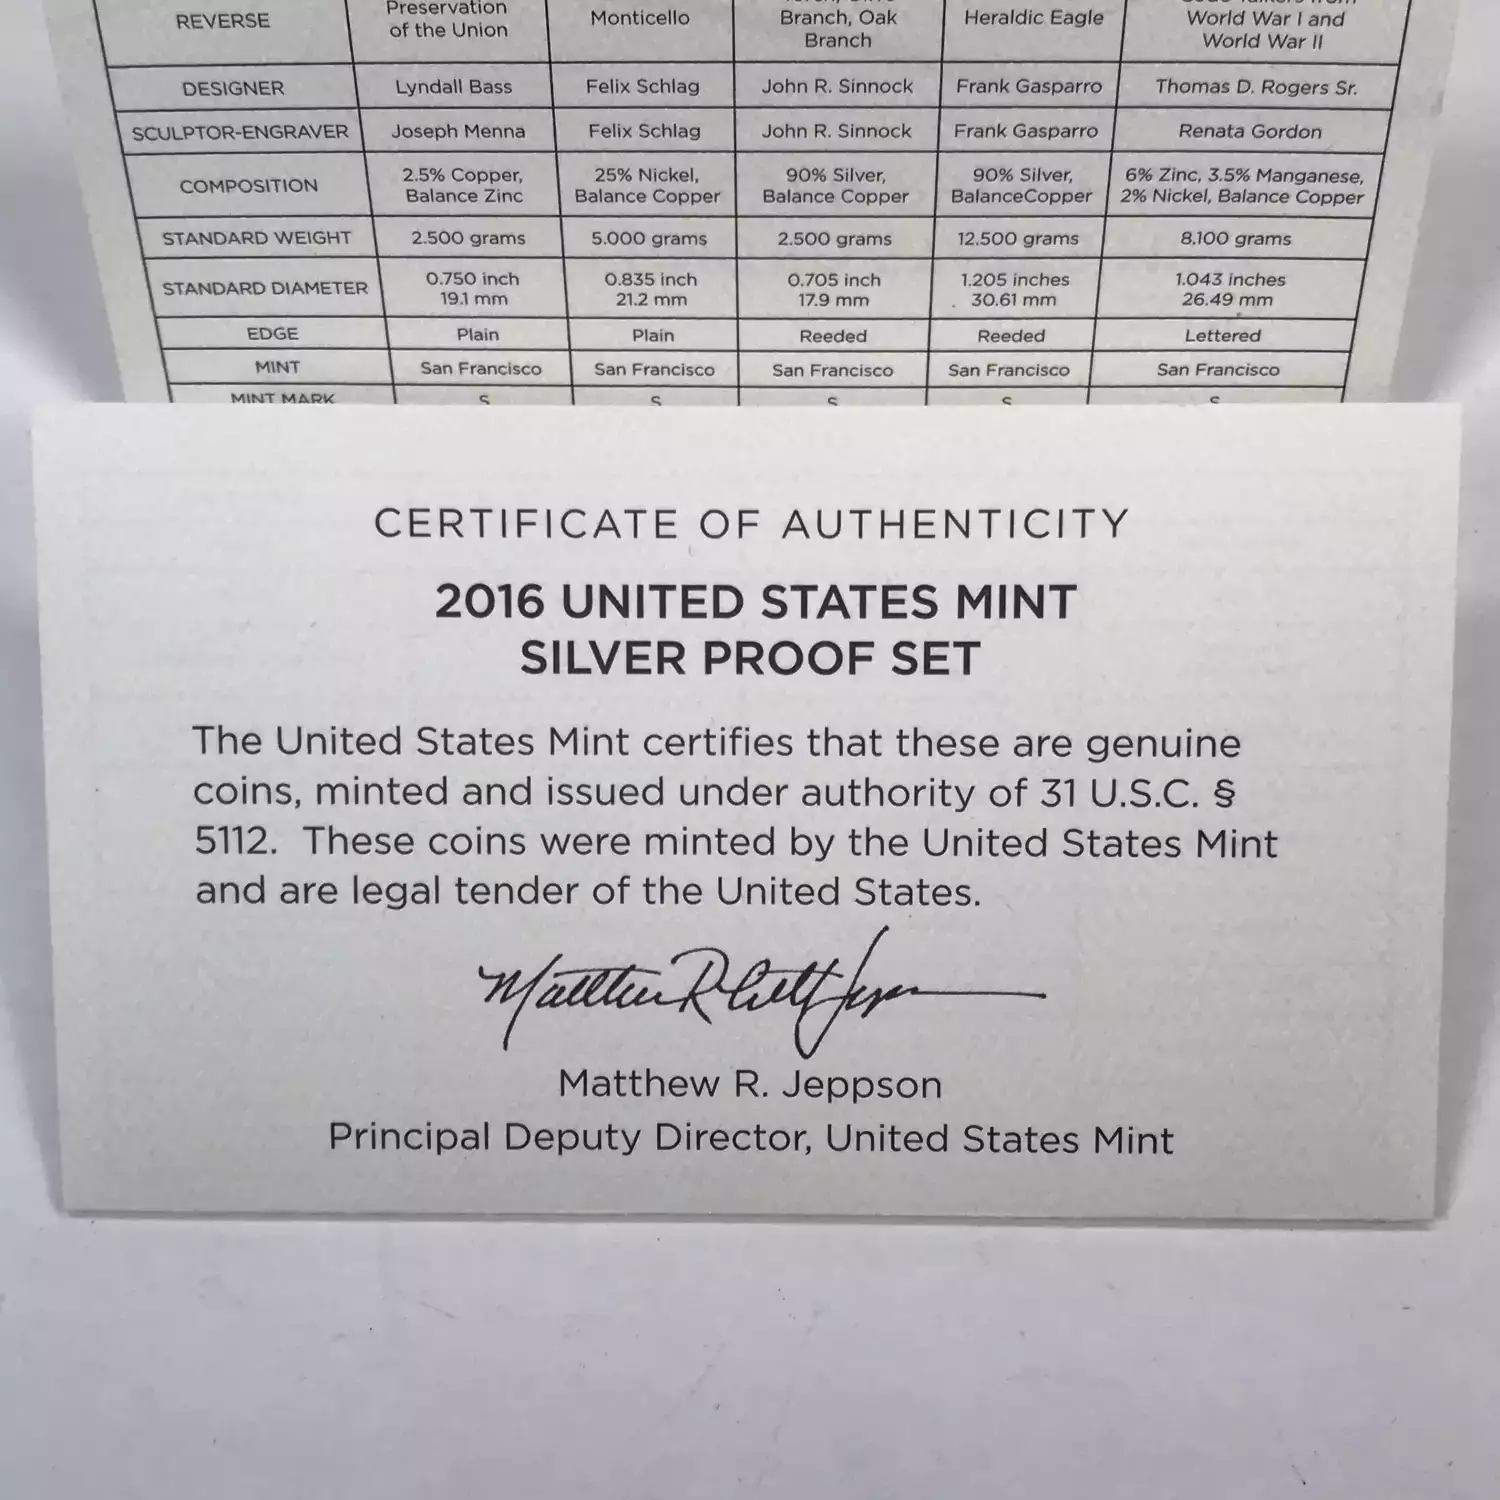 REVERSE Preservation of the Union Monticello Branch, Oak Branch Heraldic Eagle World War I and World War II
DESIGNER Lyndall Bass Felix Schlag John R. Sinnock Frank Gasparro Thomas D. Rogers Sr.
SCULPTOR-ENGRAVER Joseph Menna Felix Schlag John R. Sinnock Frank Gasparro Renata Gordon
COMPOSITION 2.5% Copper, Balance Zinc 25% Nickel, Balance Copper 90% Silver, Balance Copper 90% Silver, BalanceCopper 6% Zinc, 3.5% Manganese, 2% Nickel, Balance Copper
STANDARD WEIGHT 2.500 grams 5.000 grams 2.500 grams 12.500 grams 8.100 grams
STANDARD DIAMETER 0.750 inch 19.1 mm 0.835 inch 21.2 mm 0.705 inch 17.9 mm 1.205 inches 30.61 mm 1.043 inches 26.49 mm
EDGE Plain Plain Reeded Reeded Lettered
MINT San Francisco San Francisco San Francisco San Francisco San Francisco
MINT MARK S S S S S
CERTIFICATE OF AUTHENTICITY
2016 UNITED STATES MINT
SILVER PROOF SET
The United States Mint certifies that these are genuine
coins, minted and issued under authority of 31 U.S.C. §
5112. These coins were minted by the United States Mint
and are legal tender of the United States.
Matthew R. Jeppson
Principal Deputy Director, United States Mint